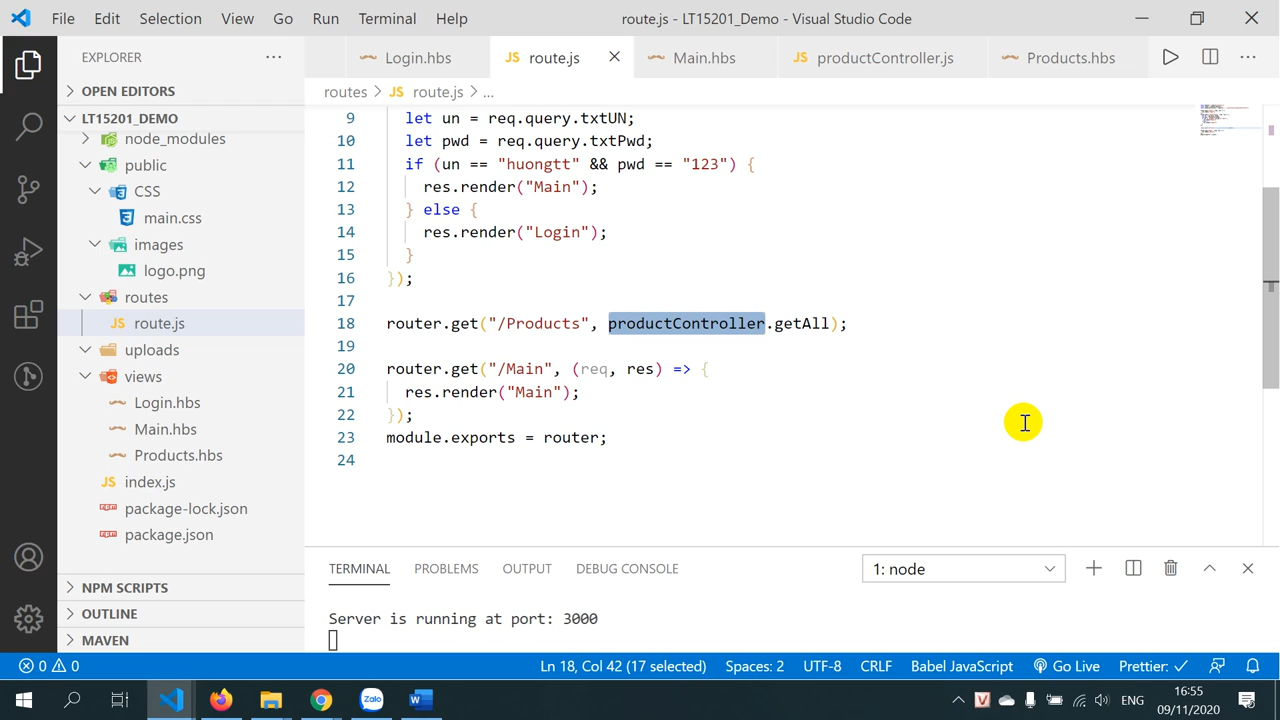 File Edit Selection View Go Run Terminal Help route.js - LT15201_Demo - Visual Studio Code
EXPLORER
Login.hbs route.js Main.hbs productController.js Products.hbs
OPEN EDITORS
routes > route.js > ...
LT15201_DEMO
node_modules
public
CSS
main.css
images
logo.png
routes
route.js
uploads
views
Login.hbs
Main.hbs
Products.hbs
index.js
package-lock.json
package.json
NPM SCRIPTS
OUTLINE
MAVEN
9 let un = req.query.txtUN;
10 let pwd = req.query.txtPwd;
11 if (un == "huongtt" && pwd == "123") {
12 res.render("Main");
13 } else {
14 res.render("Login");
15 }
16 });
17
18 router.get("/Products", productController.getAll);
19
20 router.get("/Main", (req, res) => {
21 res.render("Main");
22 });
23 module.exports = router;
24
TERMINAL PROBLEMS OUTPUT DEBUG CONSOLE 1: node
Server is running at port: 3000
0 0 Ln 18, Col 42 (17 selected) Spaces: 2 UTF-8 CRLF Babel JavaScript Go Live Prettier: ✓
Zalo ENG 16:55
09/11/2020